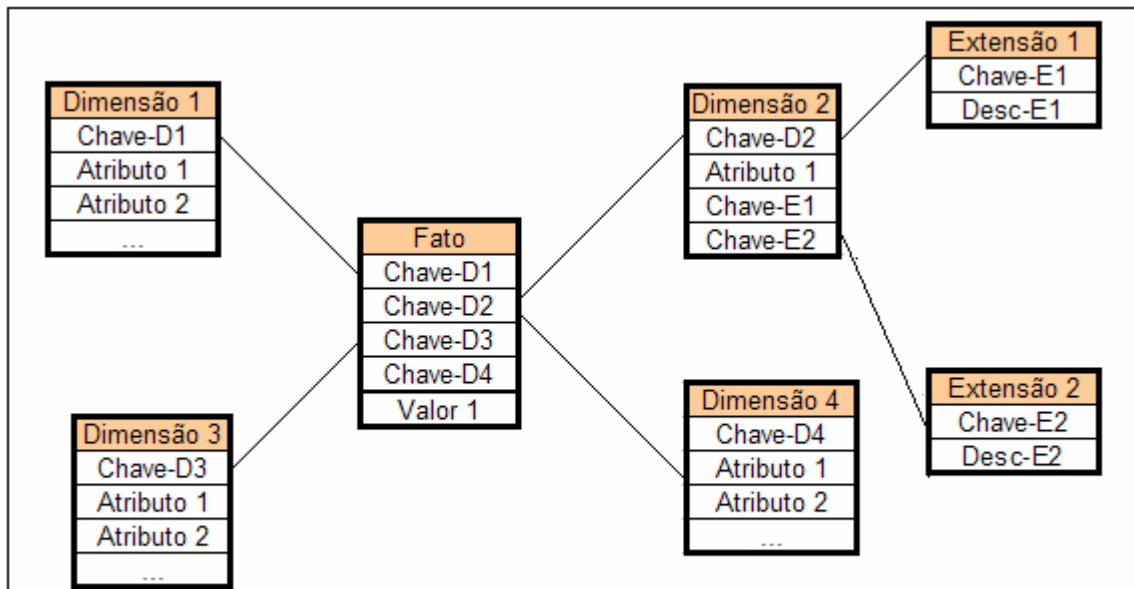 Dimensão 1
Chave-D1
Atributo 1
Atributo 2
...
Dimensão 3
Chave-D3
Atributo 1
Atributo 2
...
Fato
Chave-D1
Chave-D2
Chave-D3
Chave-D4
Valor 1
Dimensão 2
Chave-D2
Atributo 1
Chave-E1
Chave-E2
Dimensão 4
Chave-D4
Atributo 1
Atributo 2
...
Extensão 1
Chave-E1
Desc-E1
Extensão 2
Chave-E2
Desc-E2